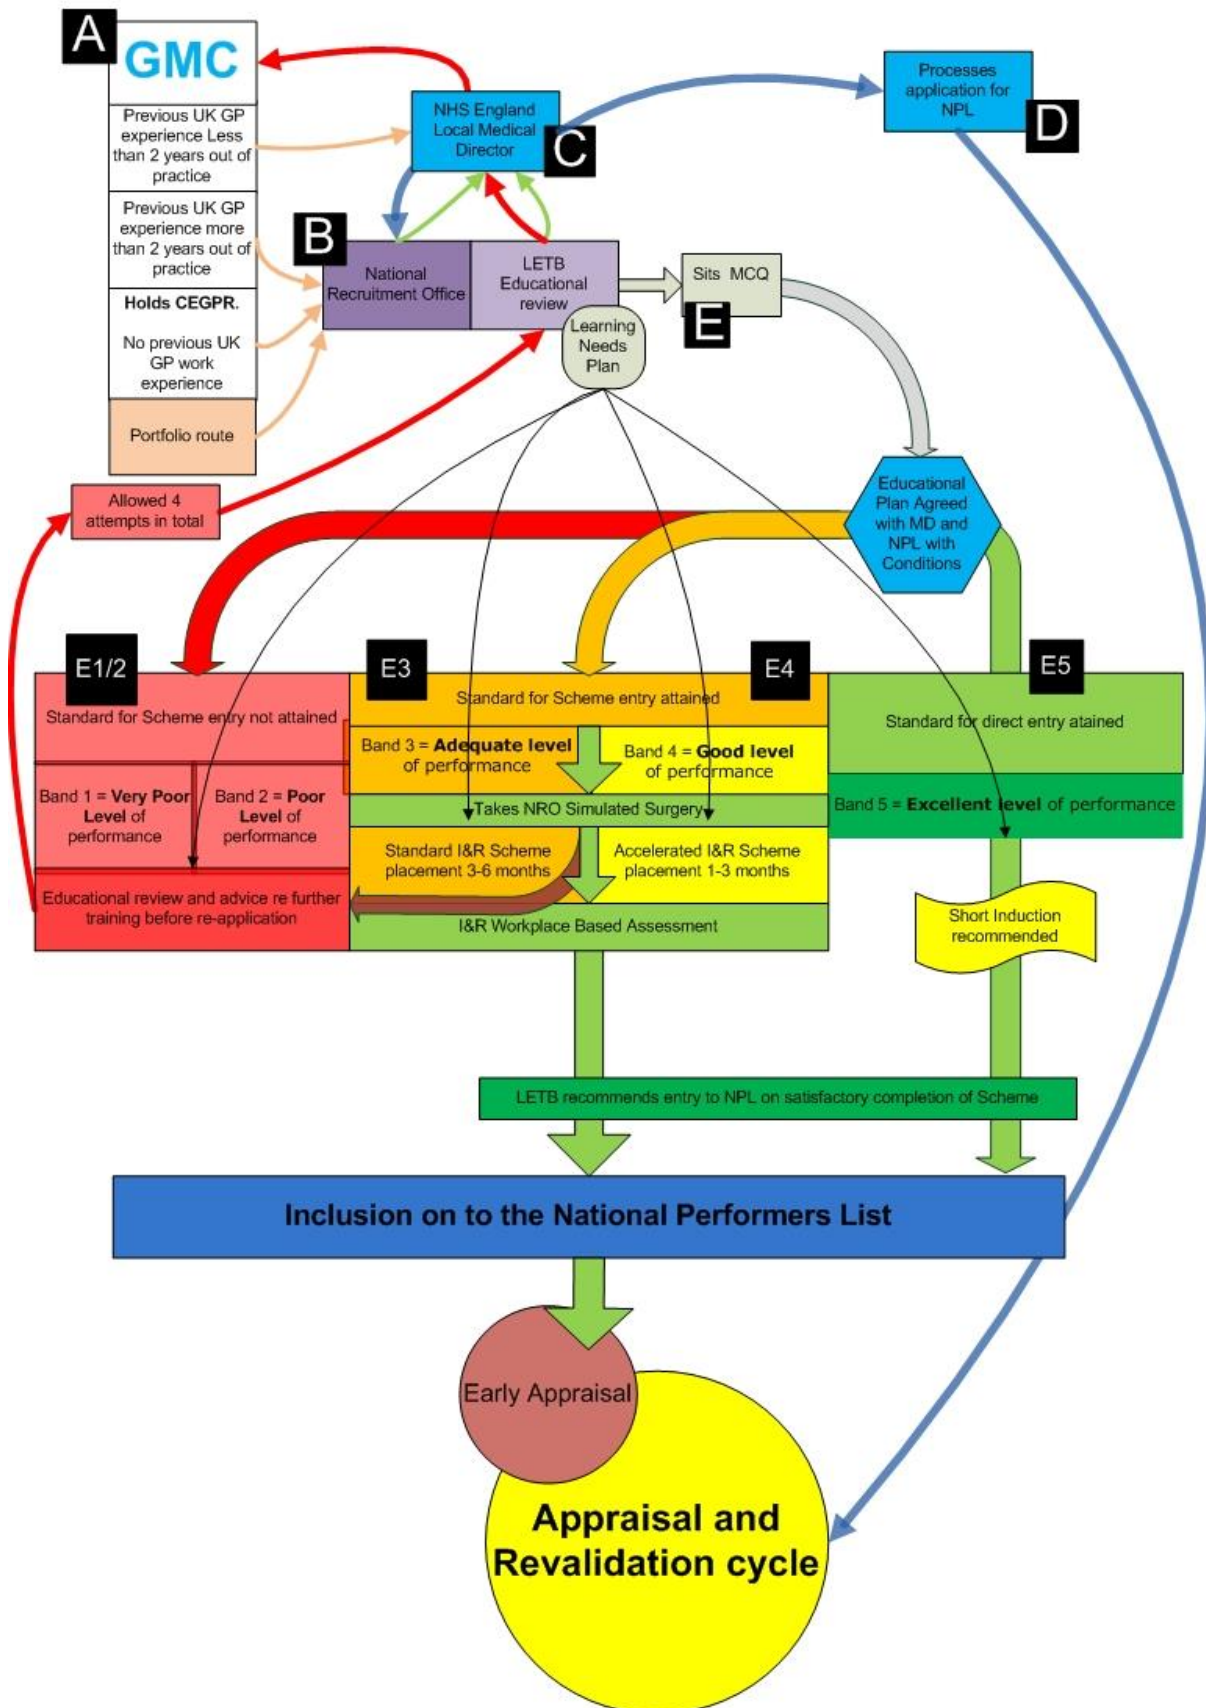 A
GMC
Previous UK GP
experience Less
than 2 years out of
practice
Previous UK GP
experience more
than 2 years out of
practice
Holds CEGPR.
No previous UK
GP work
experience
Portfolio route
NHS England
Local Medical
Director
C
Processes
application for
NPL
D
B
National
Recruitment Office
LETB
Educational
review
Learning
Needs
Plan
Sits MCQ
E
Allowed 4
attempts in total
Educational
Plan Agreed
with MD and
NPL with
Conditions
E1/2
Standard for Scheme entry not attained
Band 1 = Very Poor
Level of
performance
Band 2 = Poor
Level of
performance
Educational review and advice re further
training before re-application
E3
E4
Standard for Scheme entry attained
Band 3 = Adequate level
of performance
Band 4 = Good level
of performance
Takes NRO Simulated Surgery
Standard I&R Scheme
placement 3-6 months
Accelerated I&R Scheme
placement 1-3 months
I&R Workplace Based Assessment
E5
Standard for direct entry atained
Band 5 = Excellent level of performance
Short Induction
recommended
LETB recommends entry to NPL on satisfactory completion of Scheme
Inclusion on to the National Performers List
Early Appraisal
Appraisal and
Revalidation cycle